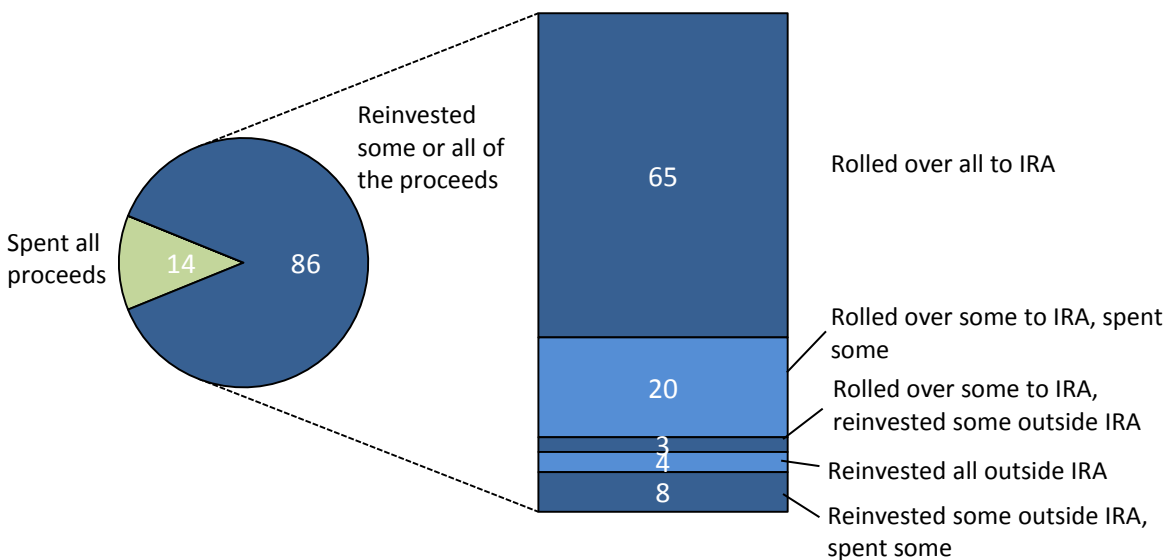 Reinvested
some or all of
the proceeds
Spent all
proceeds
14
86
65
Rolled over all to IRA
20
Rolled over some to IRA, spent
some
3
Rolled over some to IRA,
reinvested some outside IRA
4
Reinvested all outside IRA
8
Reinvested some outside IRA,
spent some